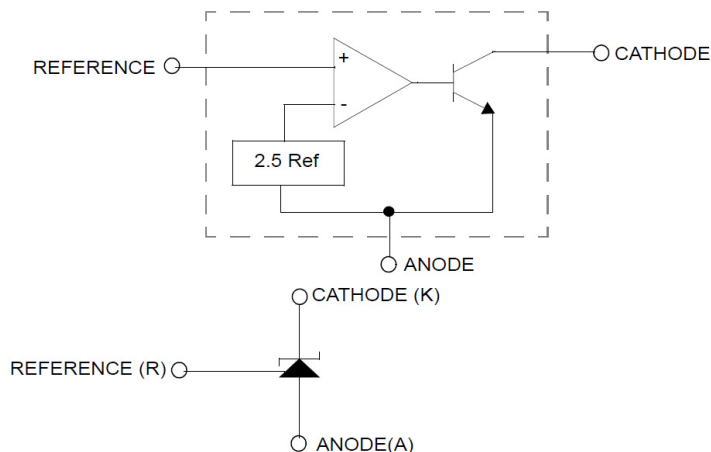 REFERENCE
CATHODE
+
-
2.5 Ref
ANODE
CATHODE (K)
REFERENCE (R)
ANODE(A)